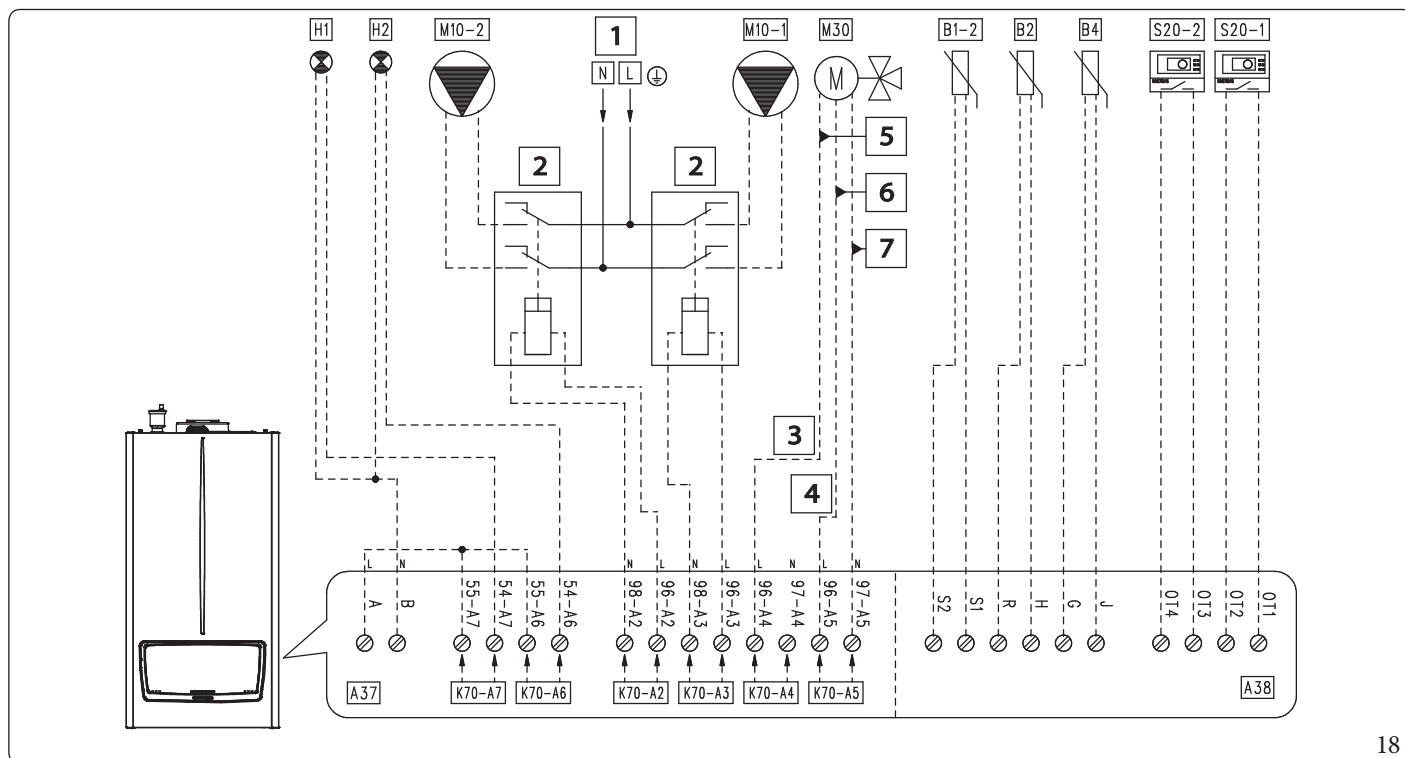 H1 H2 M10-2 1 M10-1 M30 B1-2 B2 B4 S20-2 S20-1
N L
M
5
2 2
6
7
3
4
L N N L N L L N L N
A B 55-A7 54-A7 55-A6 54-A6 98-A2 96-A2 98-A3 96-A3 96-A4 97-A4 96-A5 97-A5 S2 S1 R H G J OT4 OT3 OT2 OT1
A37 K70-A7 K70-A6 K70-A2 K70-A3 K70-A4 K70-A5 A38
18